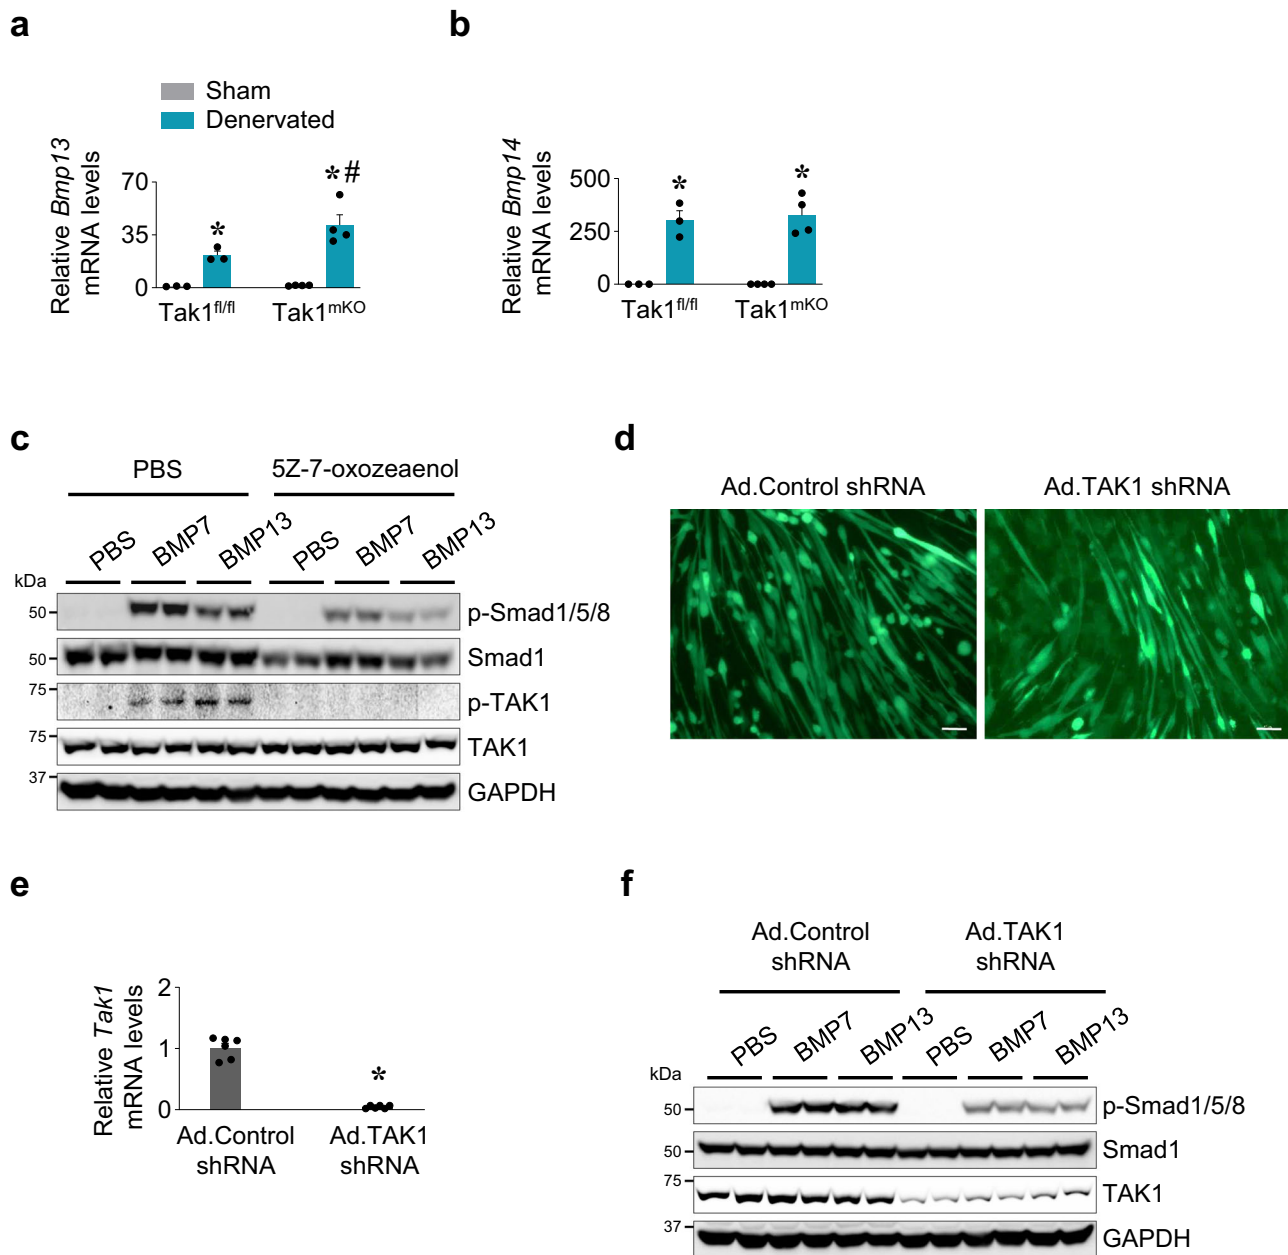 a
Sham
Denervated
Relative Bmp13
mRNA levels
70
35
0
*
*#
Tak1fl/fl
Tak1mKO
b
Relative Bmp14
mRNA levels
500
250
0
*
*
Tak1fl/fl
Tak1mKO
c
PBS
5Z-7-oxozeaenol
PBS
BMP7
BMP13
PBS
BMP7
BMP13
kDa
50
p-Smad1/5/8
50
Smad1
75
p-TAK1
75
TAK1
37
GAPDH
d
Ad.Control shRNA
Ad.TAK1 shRNA
e
Relative Tak1
mRNA levels
2
1
0
*
Ad.Control
shRNA
Ad.TAK1
shRNA
f
Ad.Control
shRNA
Ad.TAK1
shRNA
PBS
BMP7
BMP13
PBS
BMP7
BMP13
kDa
50
p-Smad1/5/8
50
Smad1
75
TAK1
37
GAPDH